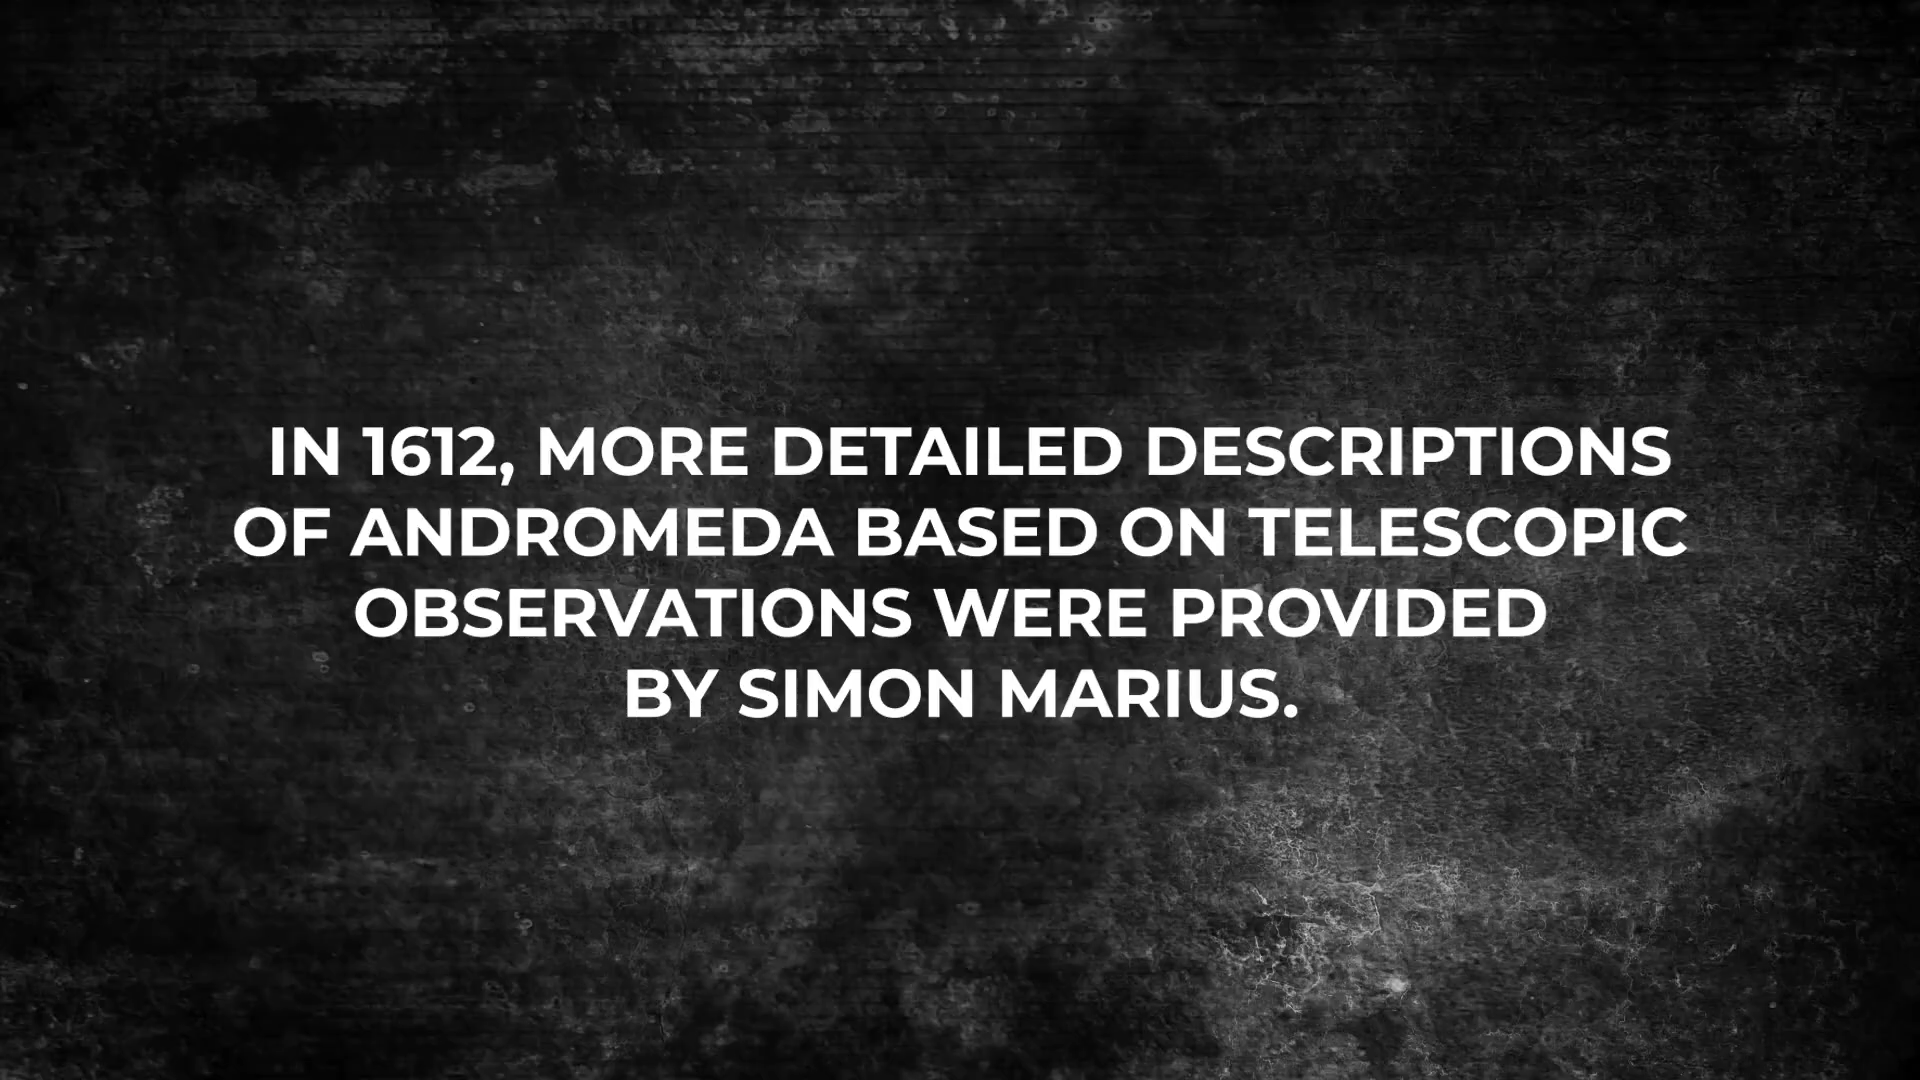 IN 1612, MORE DETAILED DESCRIPTIONS
OF ANDROMEDA BASED ON TELESCOPIC
OBSERVATIONS WERE PROVIDED
BY SIMON MARIUS.